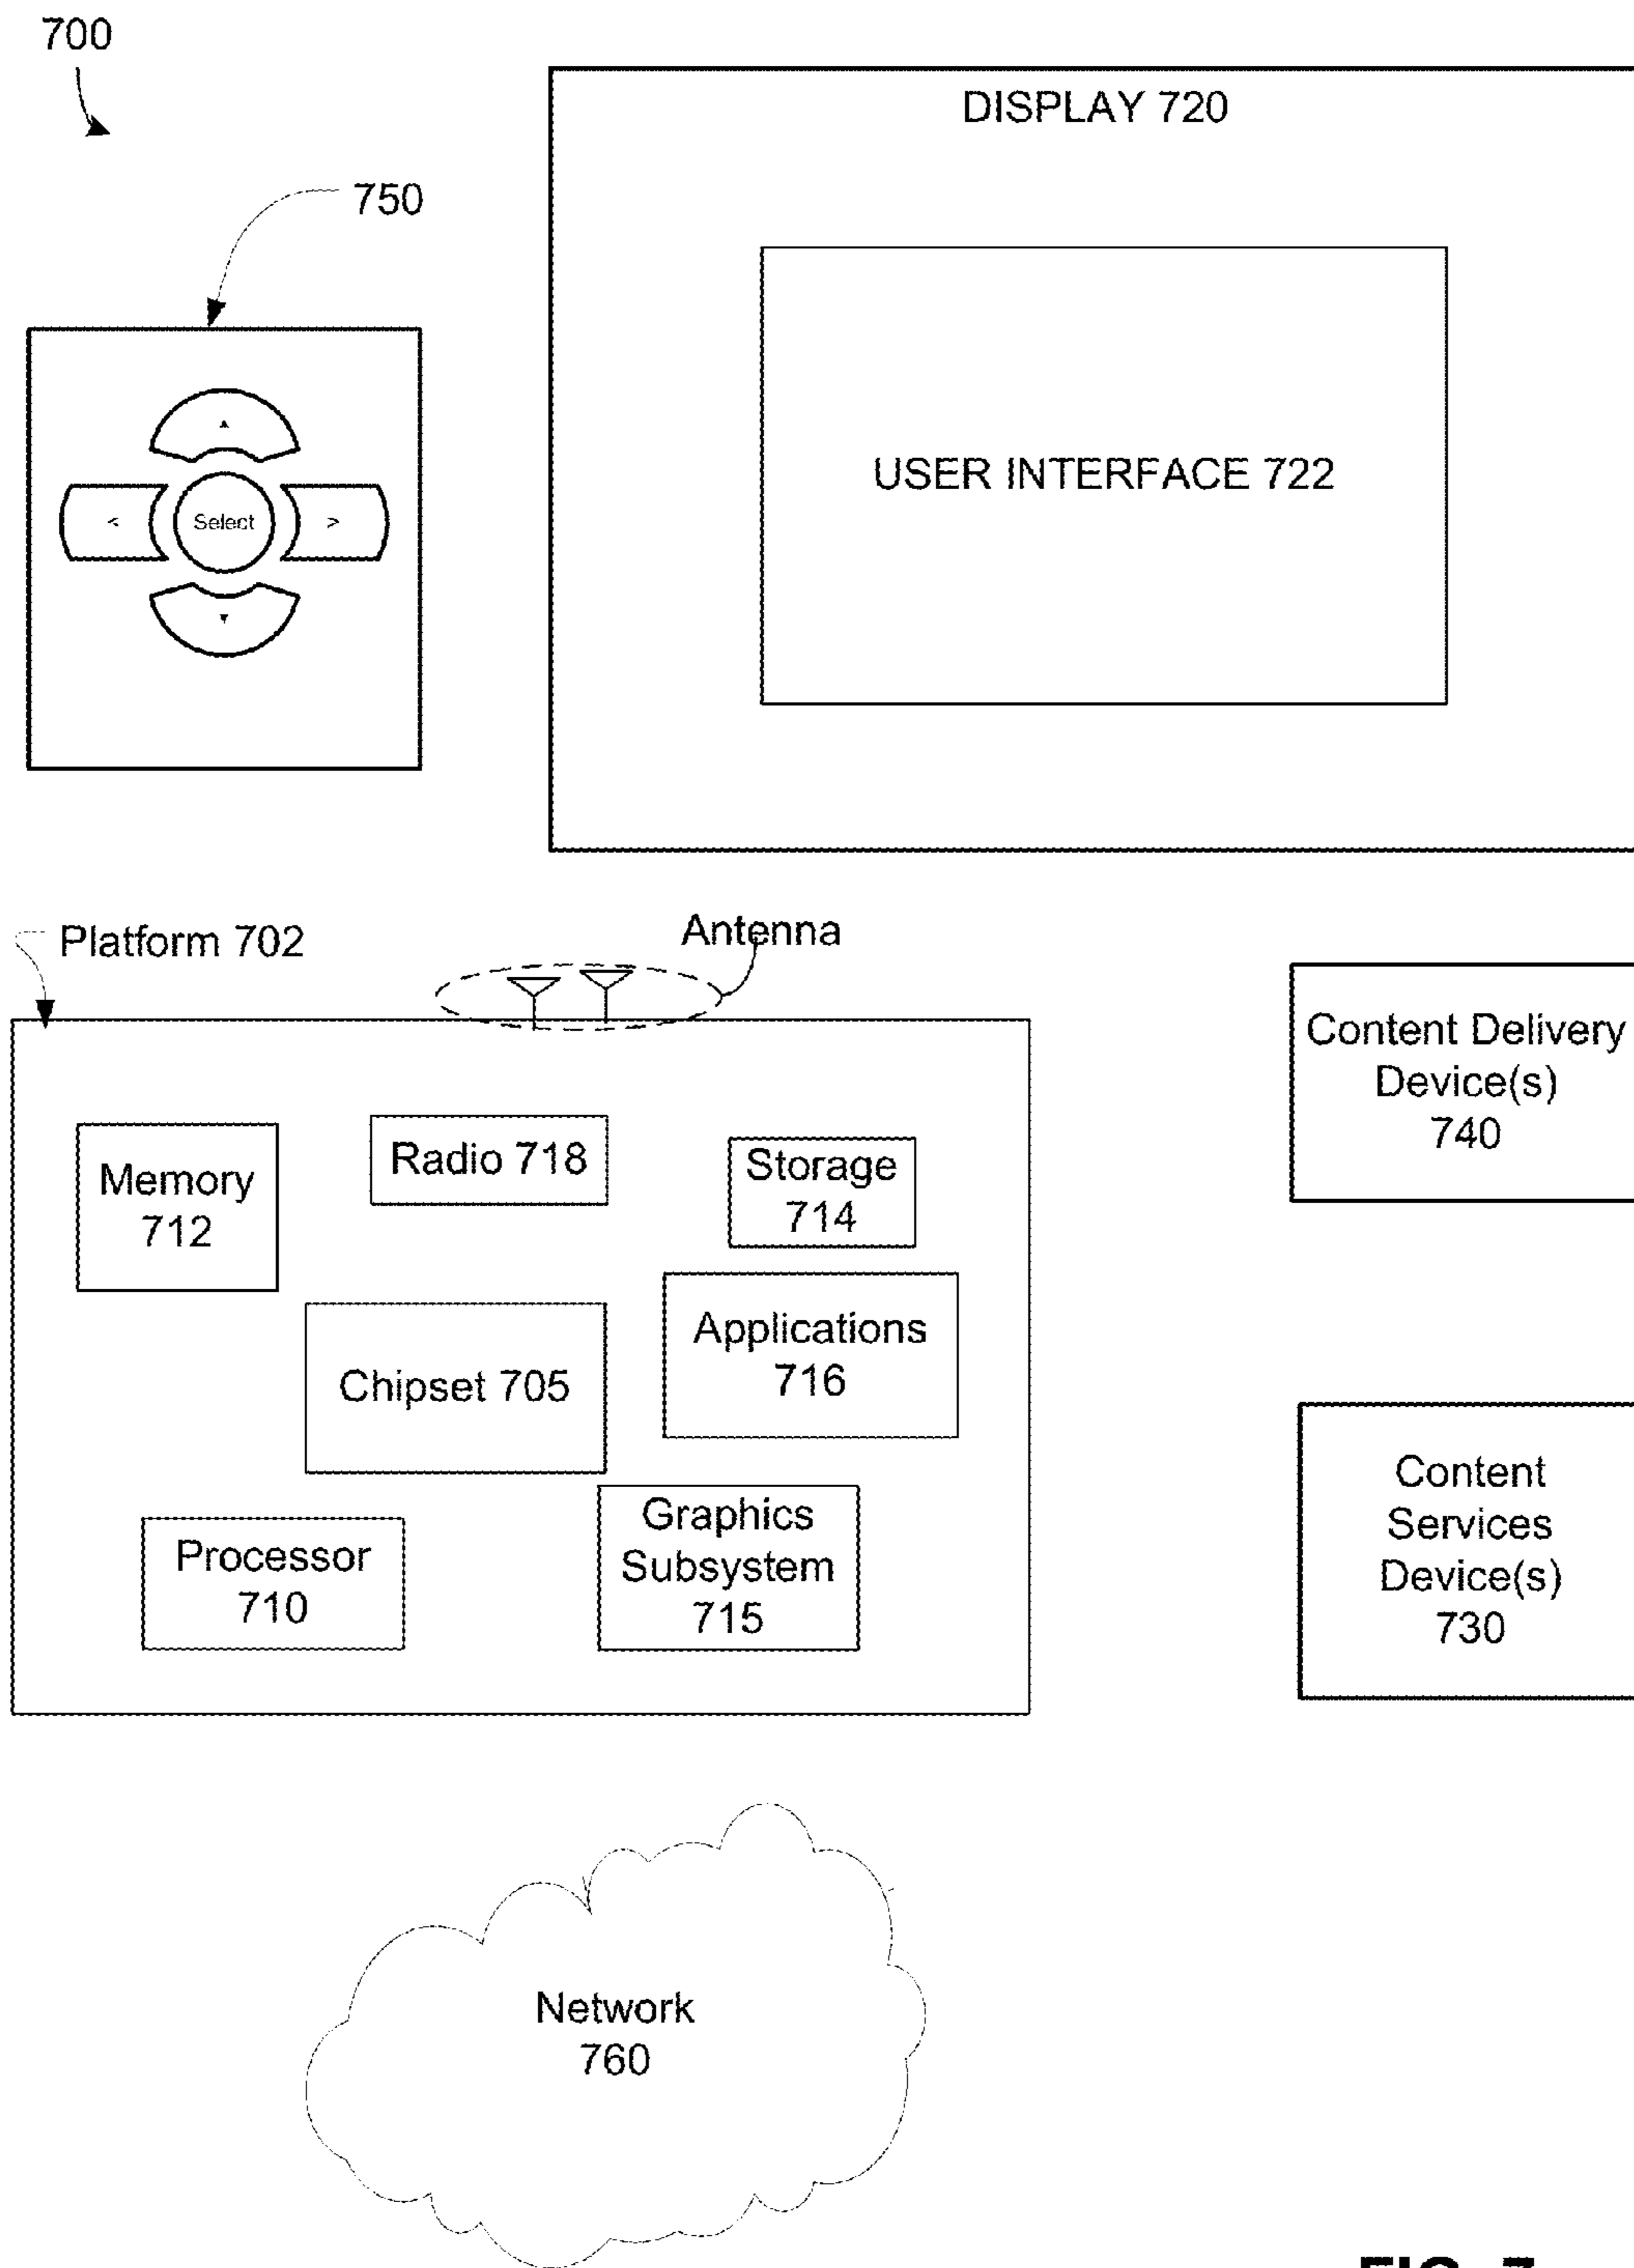 700
DISPLAY 720
750
USER INTERFACE 722
<
Select
>
Platform 702
Antenna
Content Delivery
Device(s)
740
Memory
712
Radio 718
Storage
714
Chipset 705
Applications
716
Content
Services
Device(s)
730
Processor
710
Graphics
Subsystem
715
Network
760